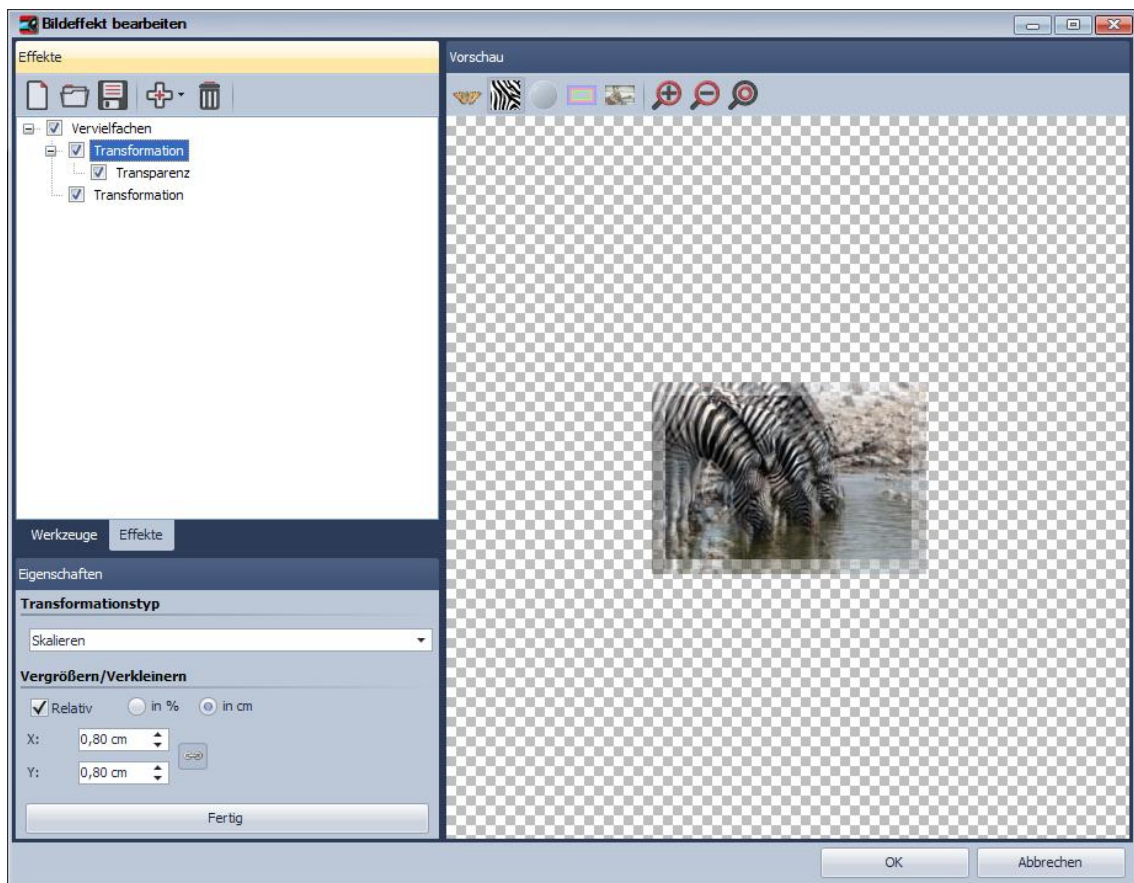 Bildeffekt bearbeiten
Effekte
Vorschau
Vervielfachen
Transformation
Transparenz
Transformation
Werkzeuge Effekte
Eigenschaften
Transformationstyp
Skalieren
Vergrößern/Verkleinern
Relativ in % in cm
X: 0,80 cm
Y: 0,80 cm
Fertig
OK Abbrechen